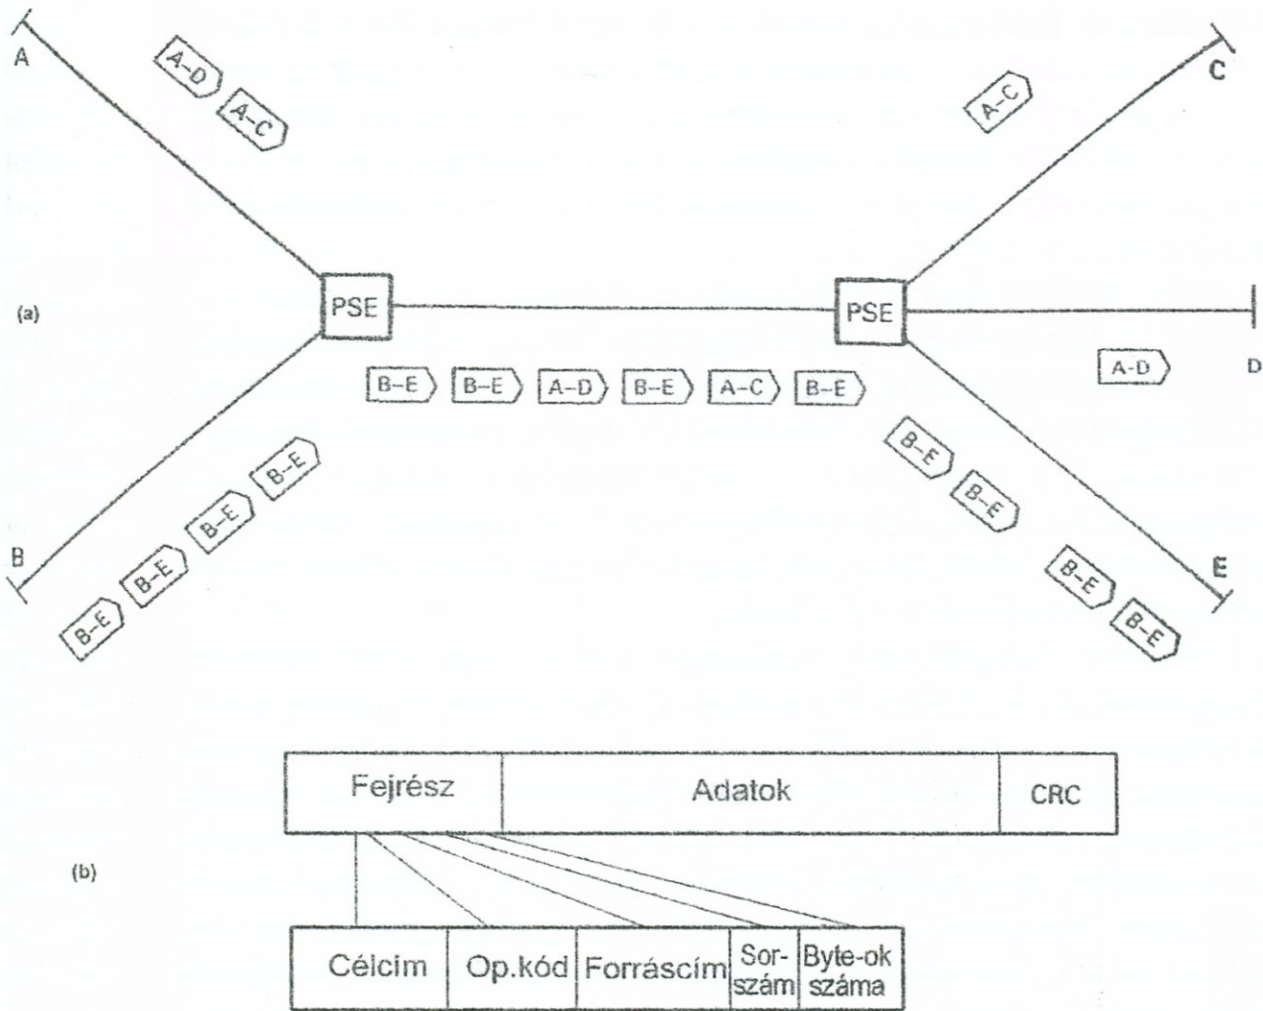 A
A-D
A-C
A-C
C
(a)
PSE
PSE
B-E
B-E
A-D
B-E
A-C
B-E
A-D
D
B-E
B-E
B-E
B-E
B
B-E
B-E
B-E
B-E
E
Fejrész
Adatok
CRC
(b)
Célcím
Op.kód
Forráscím
Sor-
szám
Byte-ok
száma